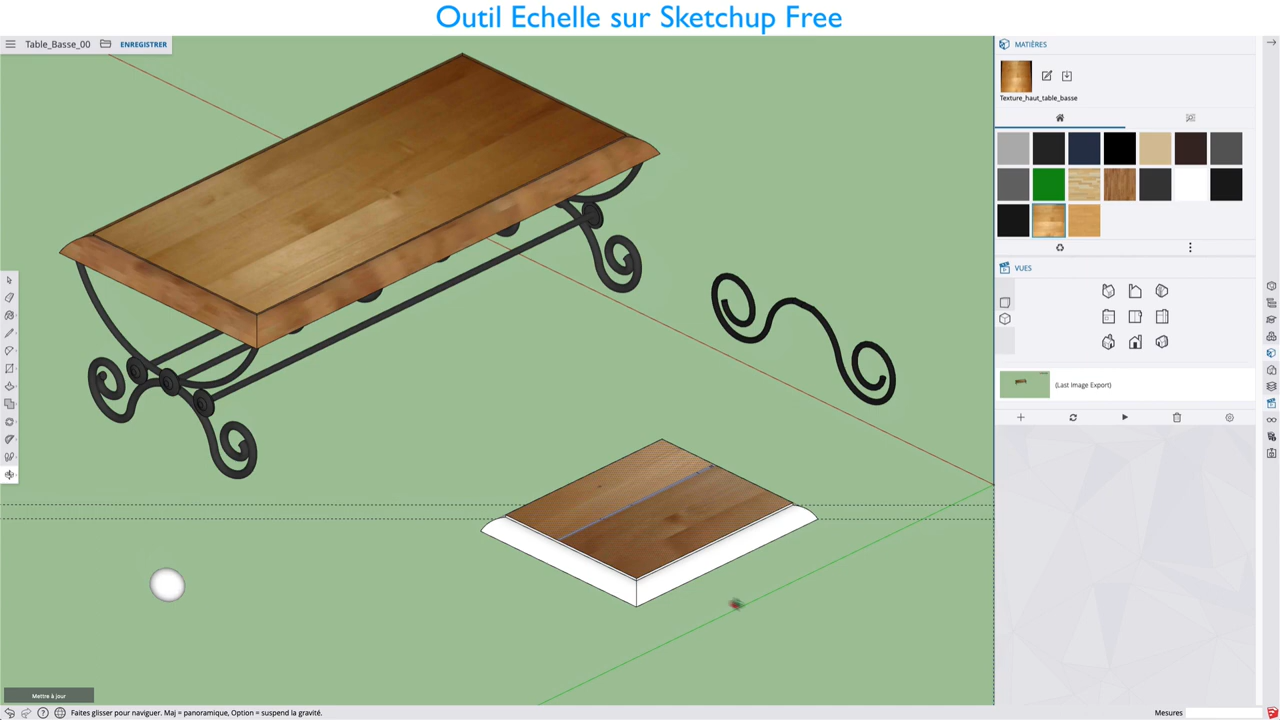 Outil Echelle sur Sketchup Free
Table_Basse_00 ENREGISTRER
MATIÈRES
Texture_haut_table_basse
VUES
(Last Image Export)
Mettre à jour
Faites glisser pour naviguer. Maj = panoramique, Option = suspend la gravité.
Mesures